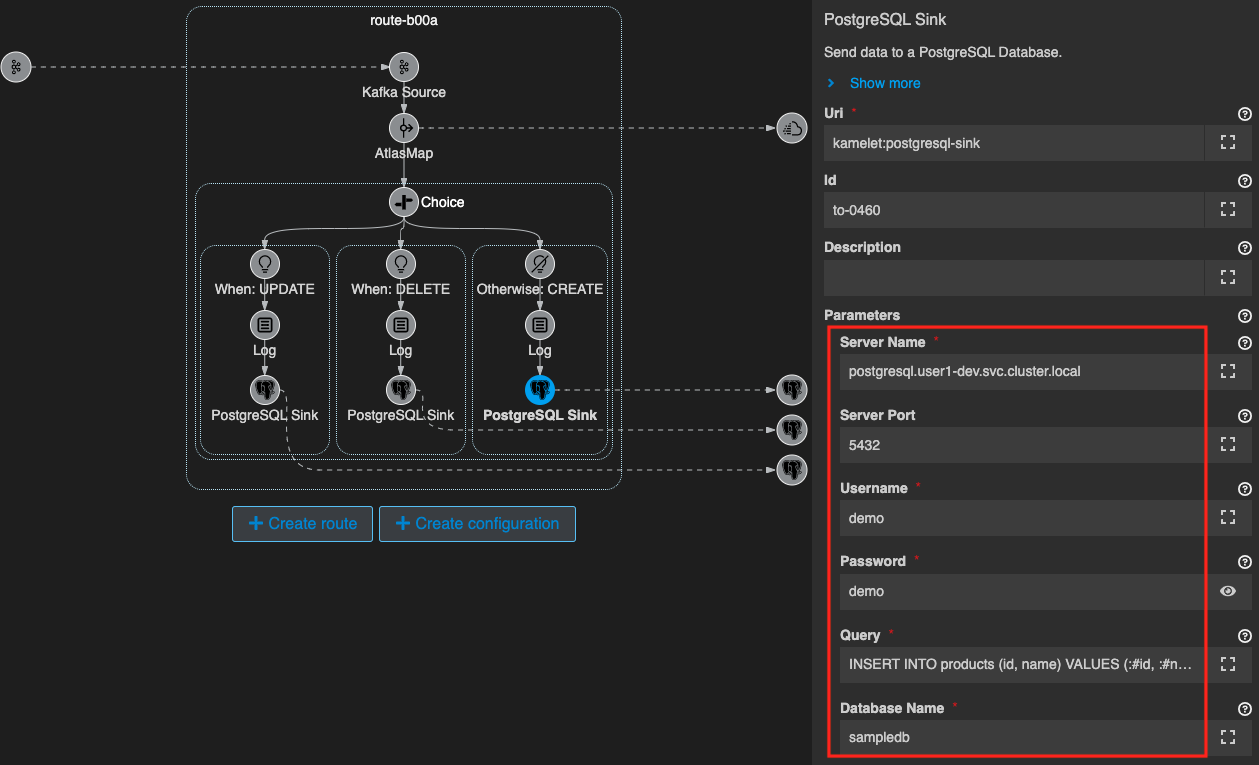 route-b00a
Kafka Source
AtlasMap
Choice
When: UPDATE
When: DELETE
Otherwise: CREATE
Log
Log
Log
PostgreSQL Sink
PostgreSQL Sink
PostgreSQL Sink
Create route
Create configuration
PostgreSQL Sink
Send data to a PostgreSQL Database.
Show more
Uri *
kamelet:postgresql-sink
Id
to-0460
Description
Parameters
Server Name *
postgresql.user1-dev.svc.cluster.local
Server Port
5432
Username *
demo
Password *
demo
Query *
INSERT INTO products (id, name) VALUES (:#id, :#n...
Database Name *
sampledb